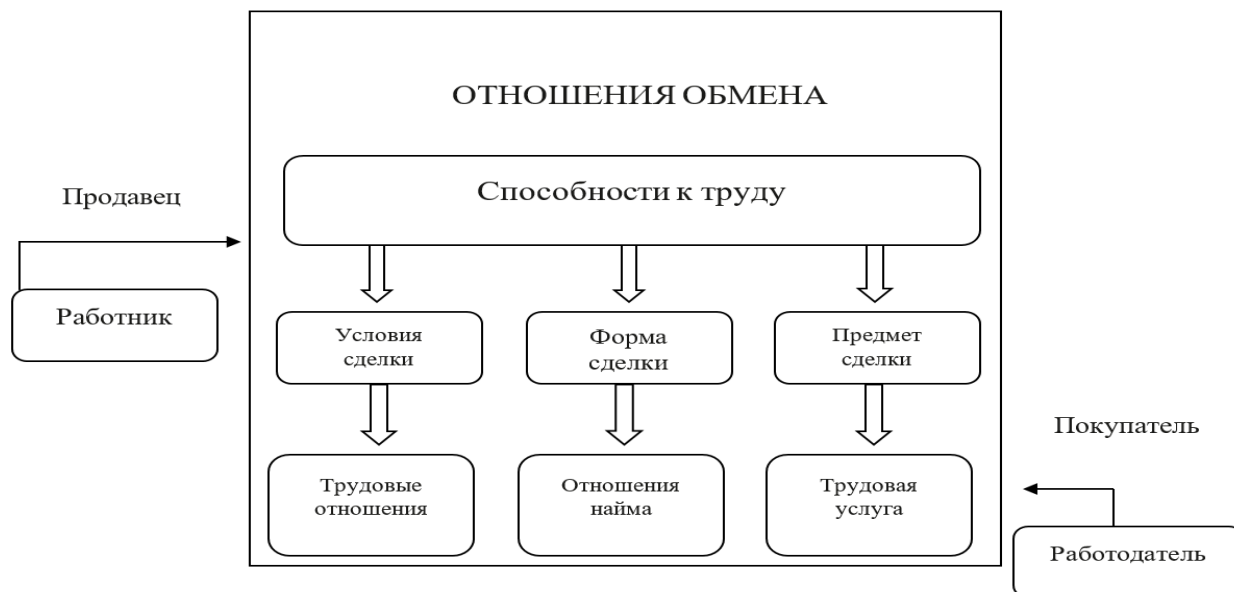 ОТНОШЕНИЯ ОБМЕНА
Способности к труду
Продавец
Работник
Условия
сделки
Форма
сделки
Предмет
сделки
Трудовые
отношения
Отношения
найма
Трудовая
услуга
Покупатель
Работодатель